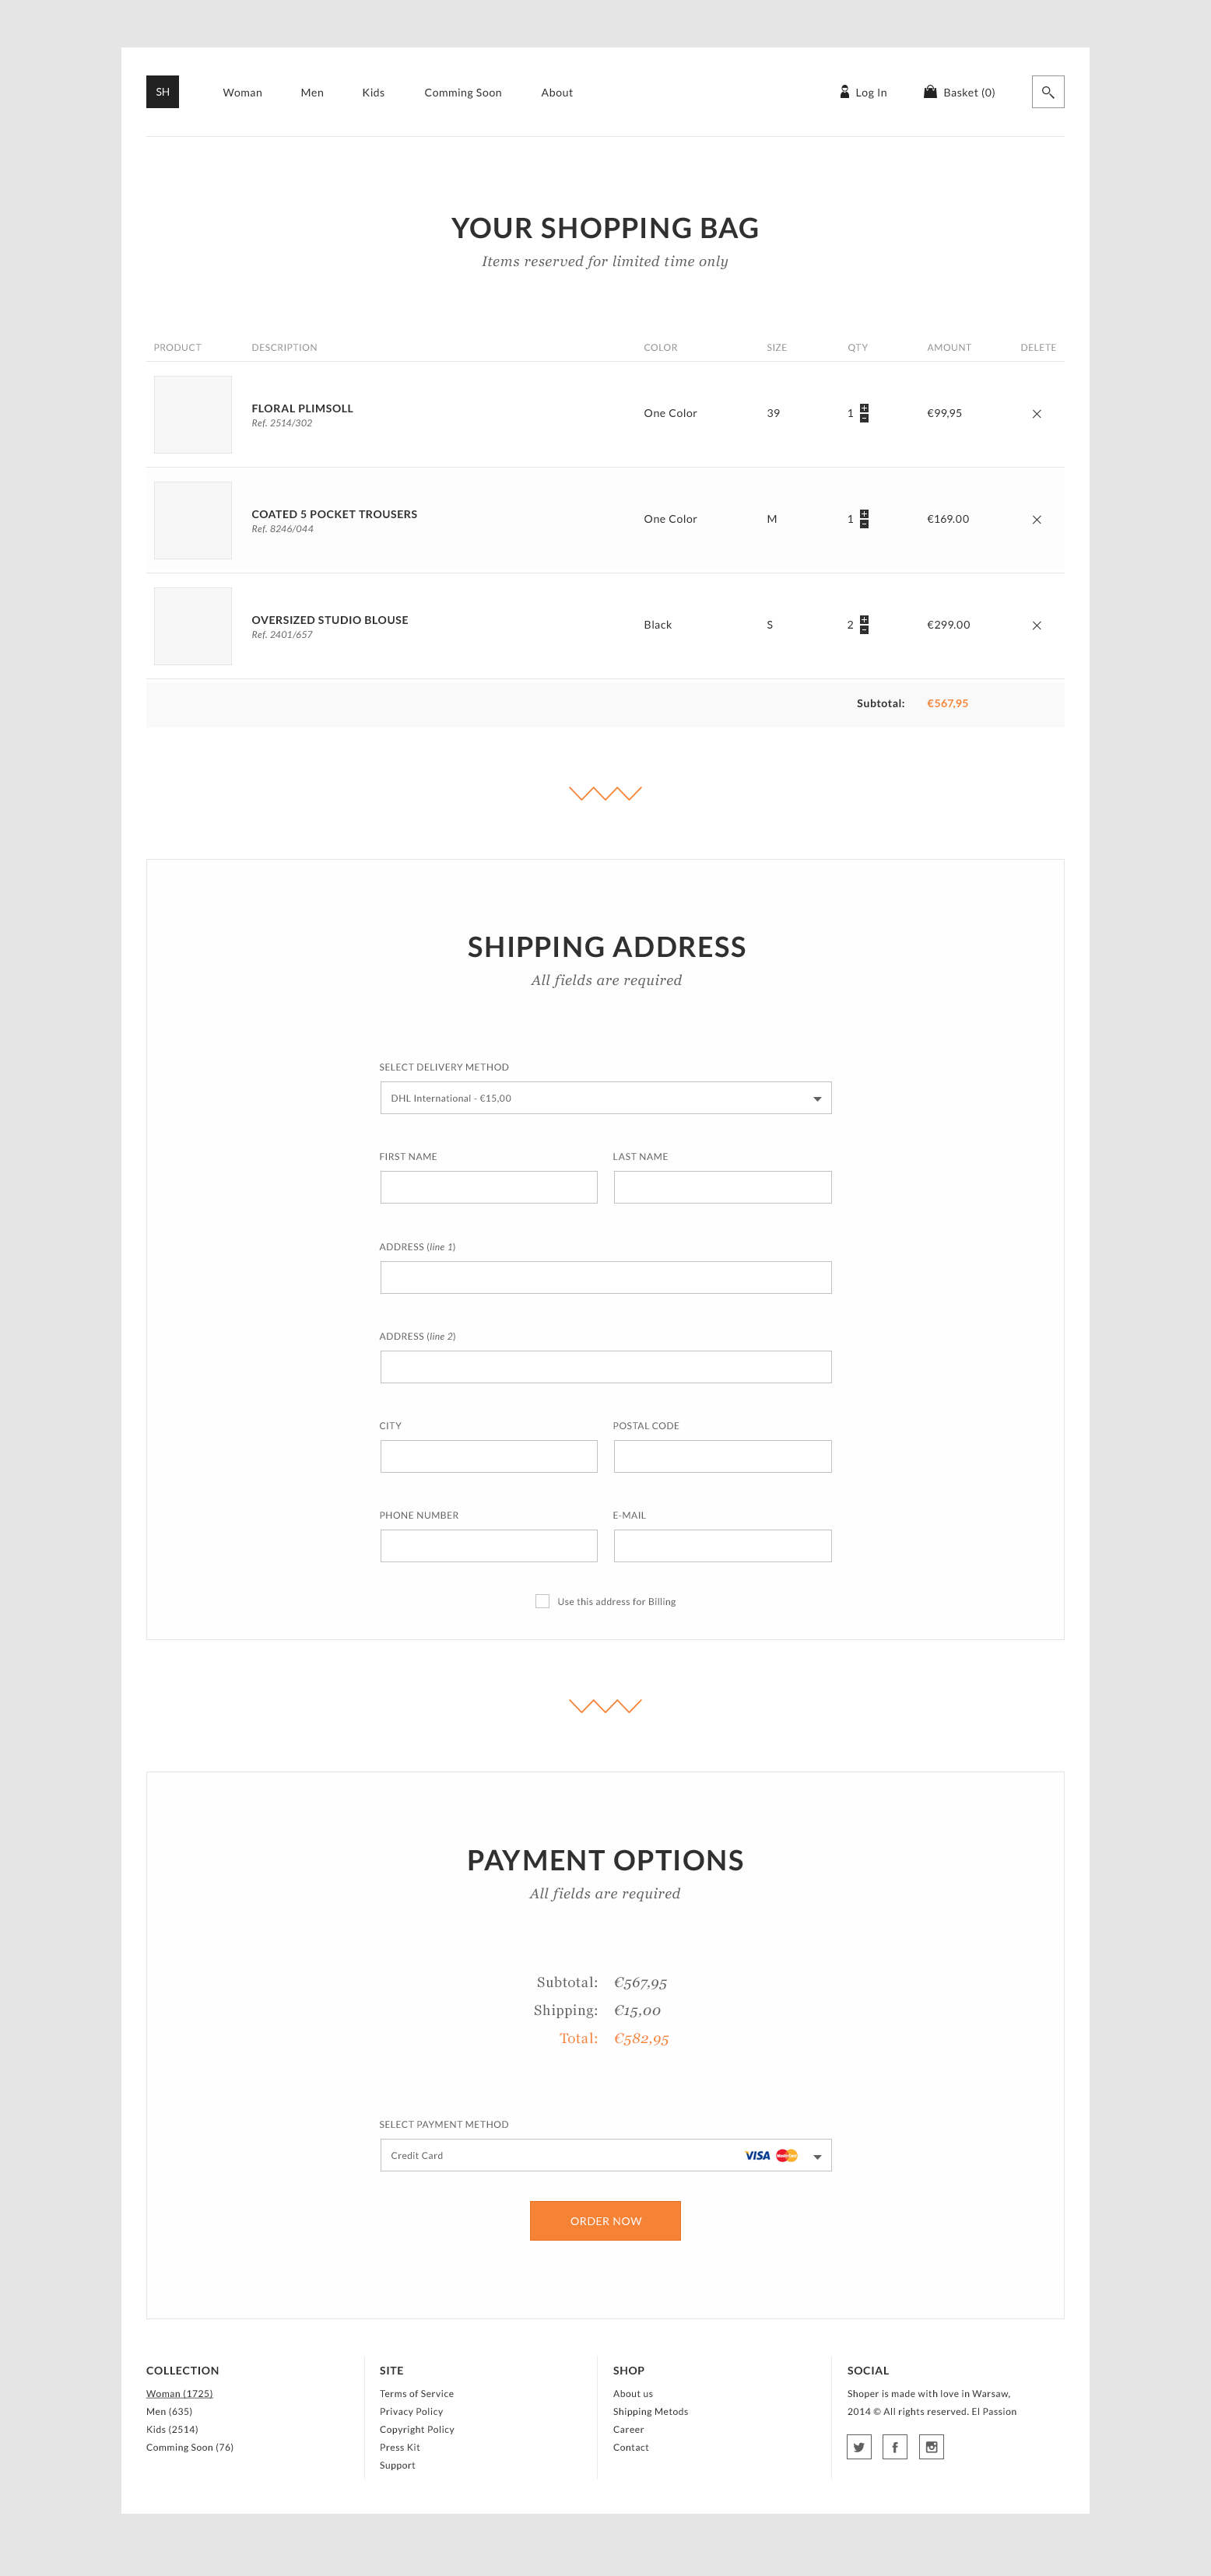 SH Woman Men Kids Comming Soon About Log In Basket (0)
YOUR SHOPPING BAG
Items reserved for limited time only
PRODUCT DESCRIPTION COLOR SIZE QTY AMOUNT DELETE
FLORAL PLIMSOLL
Ref. 2514/302
One Color 39 1 €99,95
COATED 5 POCKET TROUSERS
Ref. 8246/044
One Color M 1 €169.00
OVERSIZED STUDIO BLOUSE
Ref. 2401/657
Black S 2 €299.00
Subtotal: €567,95
SHIPPING ADDRESS
All fields are required
SELECT DELIVERY METHOD
DHL International - €15,00
FIRST NAME LAST NAME
ADDRESS (line 1)
ADDRESS (line 2)
CITY POSTAL CODE
PHONE NUMBER E-MAIL
Use this address for Billing
PAYMENT OPTIONS
All fields are required
Subtotal: €567,95
Shipping: €15,00
Total: €582,95
SELECT PAYMENT METHOD
Credit Card VISA MasterCard
ORDER NOW
COLLECTION
Woman (1725)
Men (635)
Kids (2514)
Comming Soon (76)
SITE
Terms of Service
Privacy Policy
Copyright Policy
Press Kit
Support
SHOP
About us
Shipping Metods
Career
Contact
SOCIAL
Shoper is made with love in Warsaw,
2014 © All rights reserved. El Passion